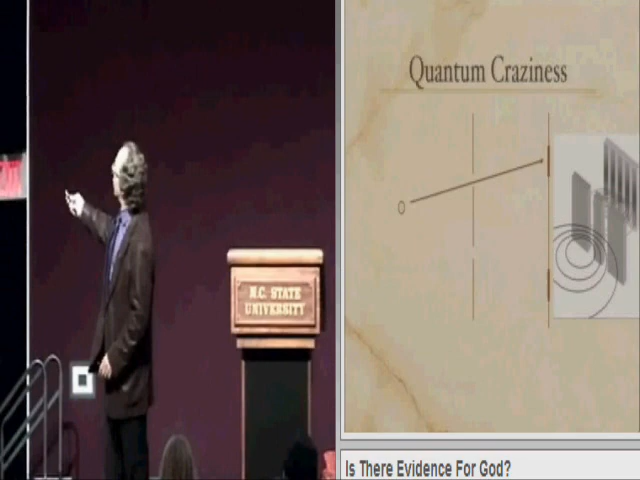 Quantum Craziness
N.C. STATE
UNIVERSITY
Is There Evidence For God?